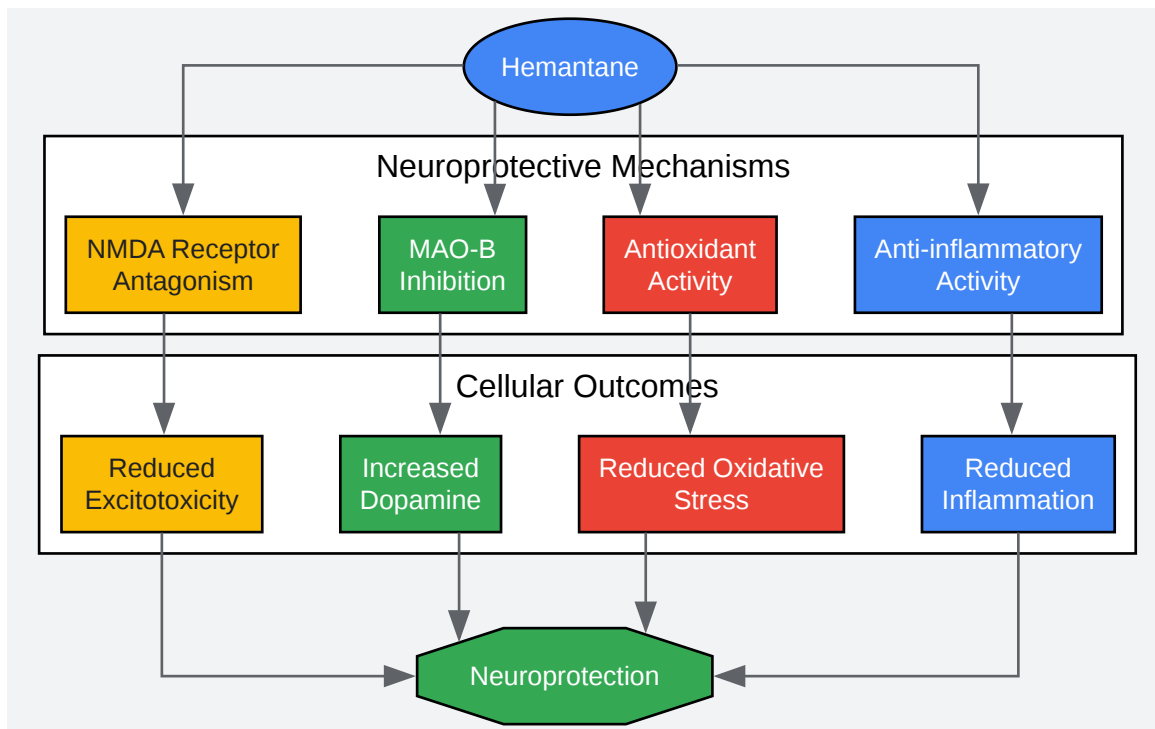 Hemantane
Neuroprotective Mechanisms
NMDA Receptor
Antagonism
MAO-B
Inhibition
Antioxidant
Activity
Anti-inflammatory
Activity
Cellular Outcomes
Reduced
Excitotoxicity
Increased
Dopamine
Reduced Oxidative
Stress
Reduced
Inflammation
Neuroprotection